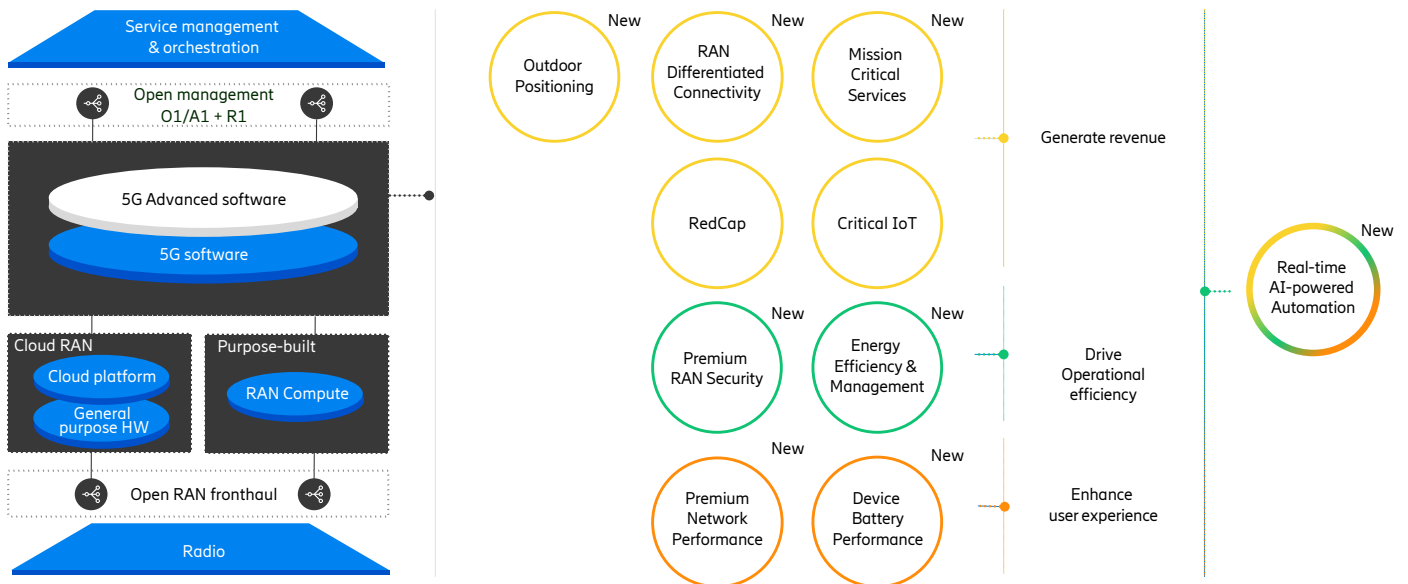 Service management
& orchestration
Open management
O1/A1 + R1
5G Advanced software
5G software
Cloud RAN
Cloud platform
General
purpose HW
Purpose-built
RAN Compute
Open RAN fronthaul
Radio
New
Outdoor
Positioning
New
RAN
Differentiated
Connectivity
New
Mission
Critical
Services
RedCap
Critical IoT
Generate revenue
New
Premium
RAN Security
New
Energy
Efficiency &
Management
Drive
Operational
efficiency
New
Premium
Network
Performance
New
Device
Battery
Performance
Enhance
user experience
New
Real-time
AI-powered
Automation